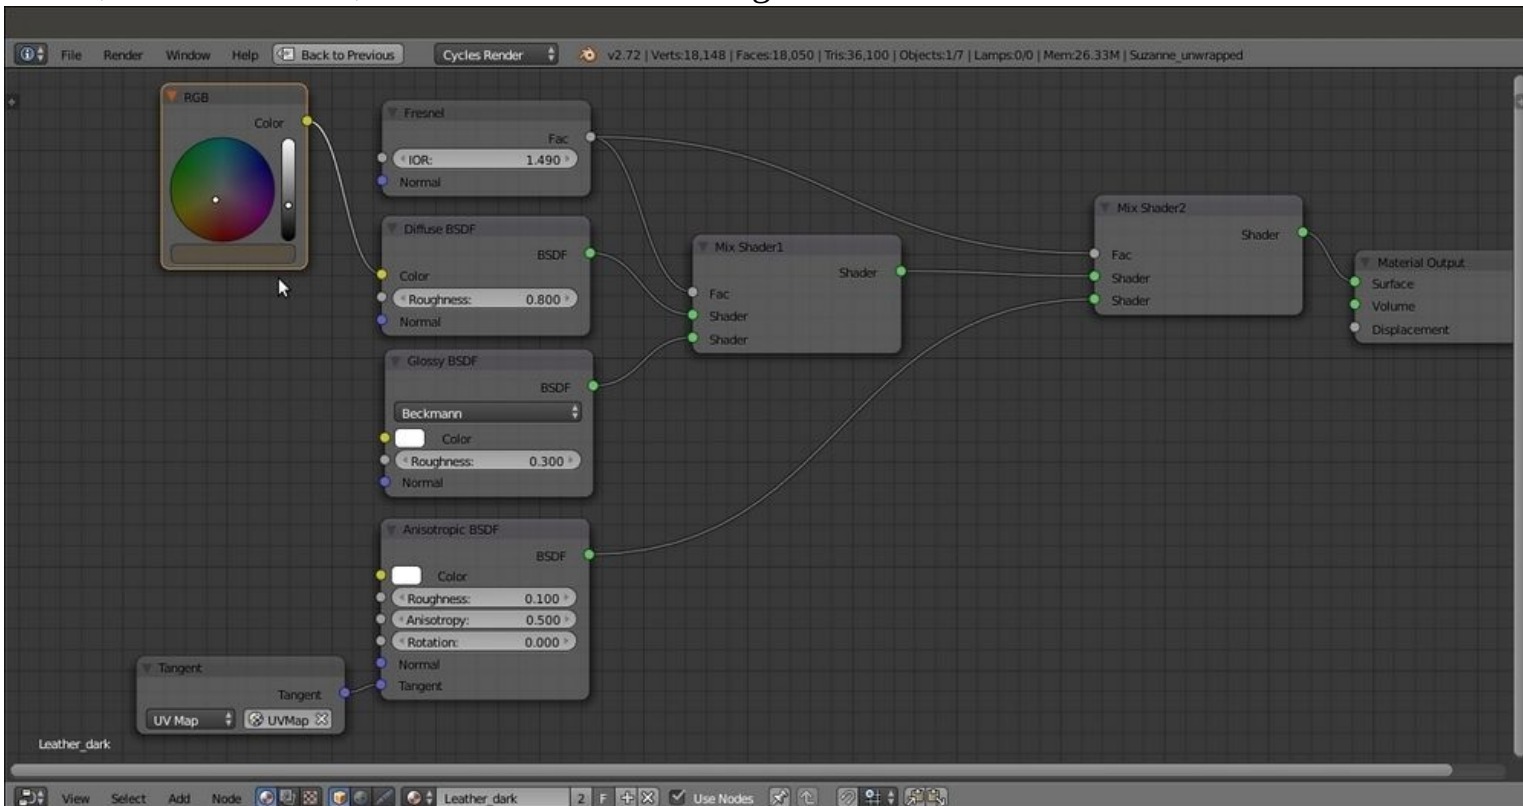 File Render Window Help Back to Previous Cycles Render v2.72 | Verts:18,148 | Faces:18,050 | Tris:36,100 | Objects:1/7 | Lamps:0/0 | Mem:26.33M | Suzanne_unwrapped
RGB
Color
Fresnel
Fac
IOR: 1.490
Normal
Diffuse BSDF
BSDF
Color
Roughness: 0.800
Normal
Glossy BSDF
BSDF
Beckmann
Color
Roughness: 0.300
Normal
Anisotropic BSDF
BSDF
Color
Roughness: 0.100
Anisotropy: 0.500
Rotation: 0.000
Normal
Tangent
Tangent
Tangent
UV Map UVMap
Mix Shader1
Shader
Fac
Shader
Shader
Mix Shader2
Shader
Fac
Shader
Shader
Material Output
Surface
Volume
Displacement
Leather_dark
View Select Add Node Leather_dark 2 F Use Nodes